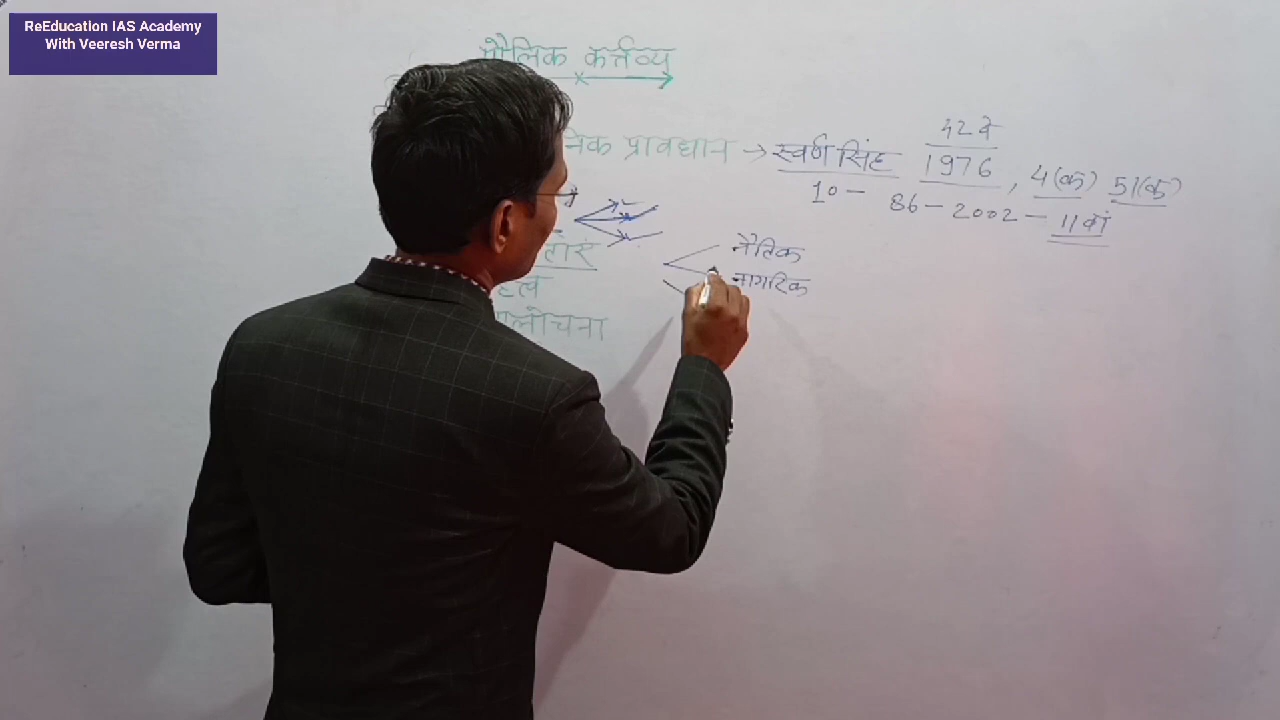 ReEducation IAS Academy
With Veeresh Verma
मौलिक कर्त्तव्य
निक प्रावधान → स्वर्ण सिंह 42वे 1976, 4(क) 51(क)
10 - 86 - 2002 - 11वां
नैतिक
नागरिक
लोचना